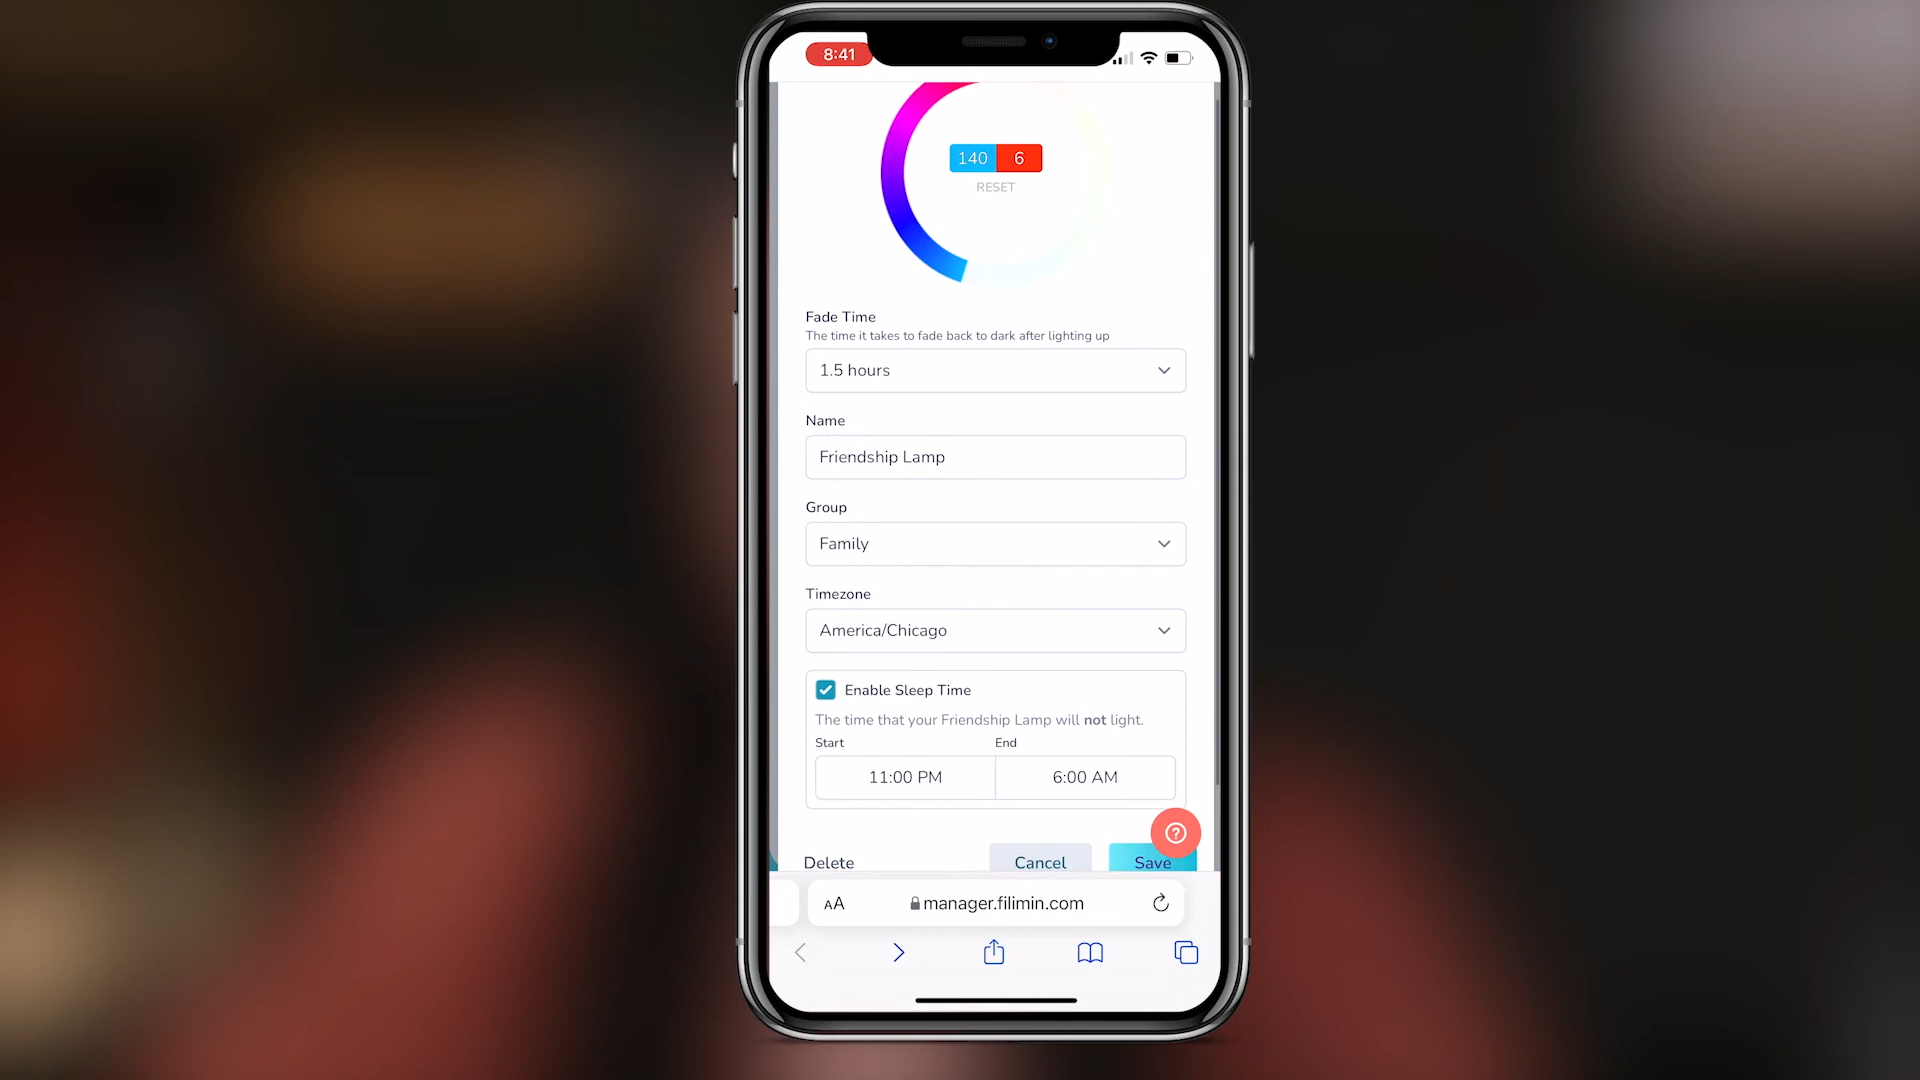 8:41
140 6
RESET
Fade Time
The time it takes to fade back to dark after lighting up
1.5 hours
Name
Friendship Lamp
Group
Family
Timezone
America/Chicago
Enable Sleep Time
The time that your Friendship Lamp will not light.
Start End
11:00 PM 6:00 AM
Delete Cancel Save
AA manager.filimin.com